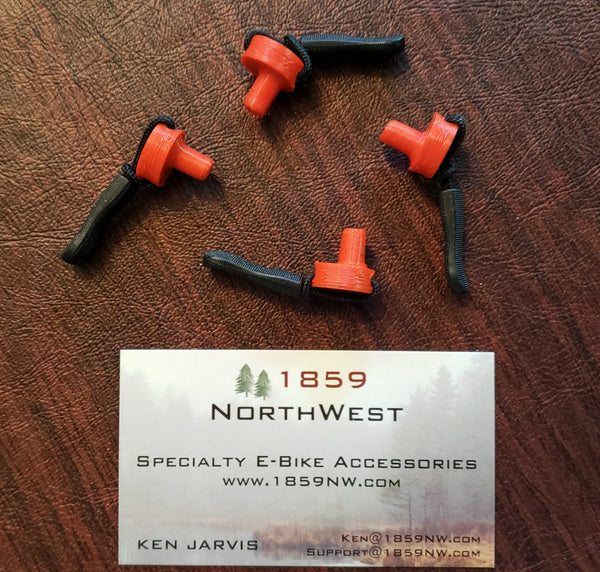 1859
NorthWest
Specialty E-Bike Accessories
www.1859NW.com
Ken Jarvis
Ken@1859NW.com
Support@1859NW.com